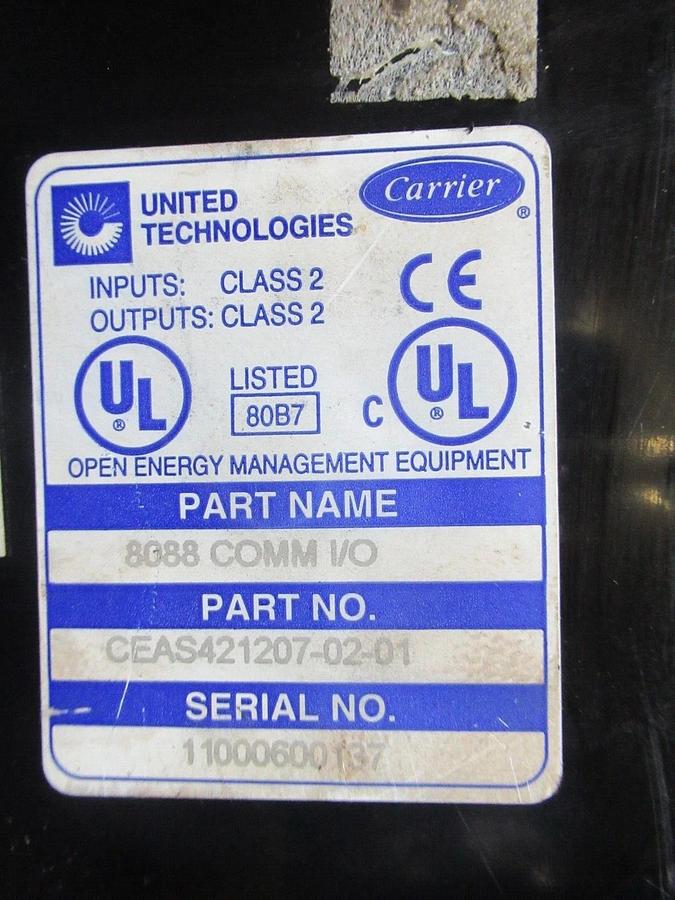 UNITED
TECHNOLOGIES
Carrier
®
INPUTS: CLASS 2
OUTPUTS: CLASS 2
CE
UL
®
LISTED
80B7
C
UL
®
OPEN ENERGY MANAGEMENT EQUIPMENT
PART NAME
8088 COMM I/O
PART NO.
CEAS421207-02-01
SERIAL NO.
11000600137